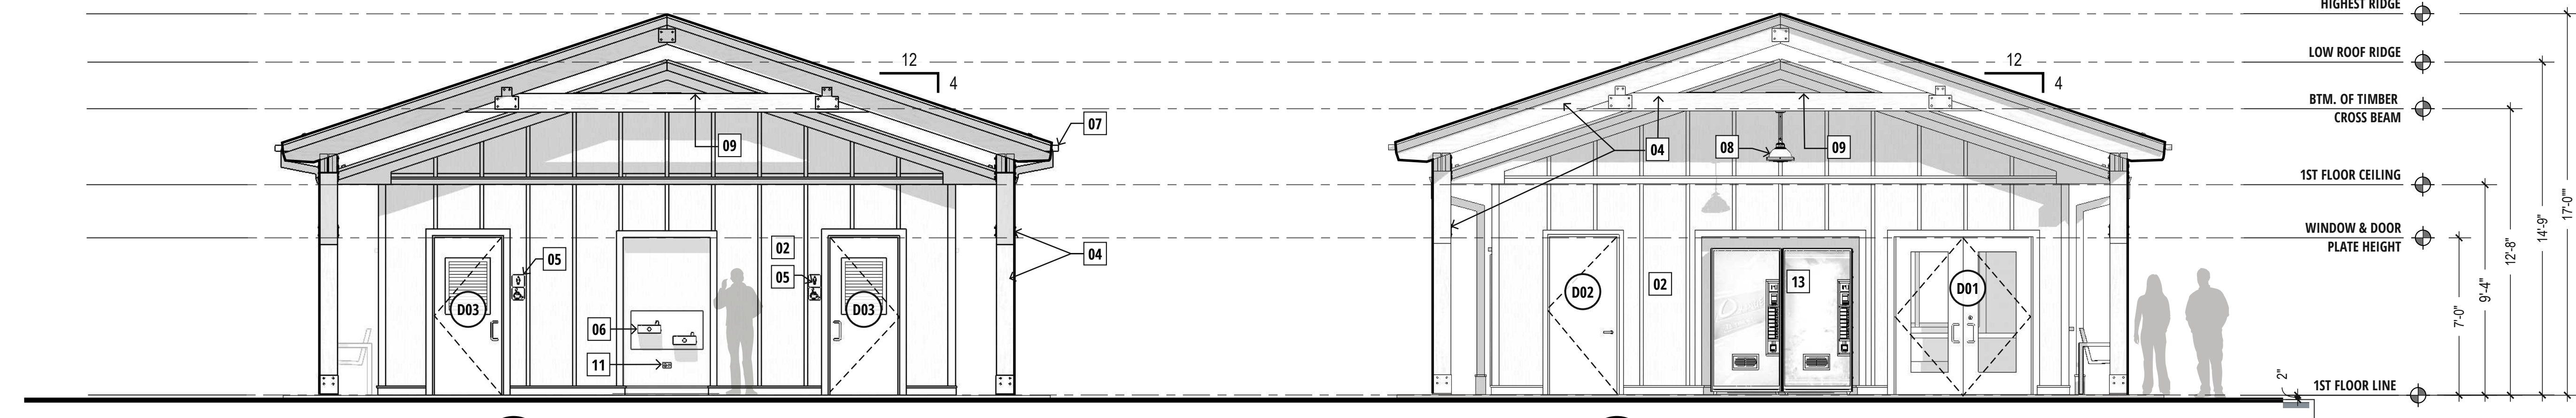 HIGHEST RIDGE
LOW ROOF RIDGE
BTM. OF TIMBER
CROSS BEAM
1ST FLOOR CEILING
WINDOW & DOOR
PLATE HEIGHT
1ST FLOOR LINE
12
4
07
09
05
02
05
04
D03
D03
06
11
12
4
04
08
09
D02
02
13
D01
2"
7'-0"
9'-4"
12'-8"
14'-9"
17'-0"